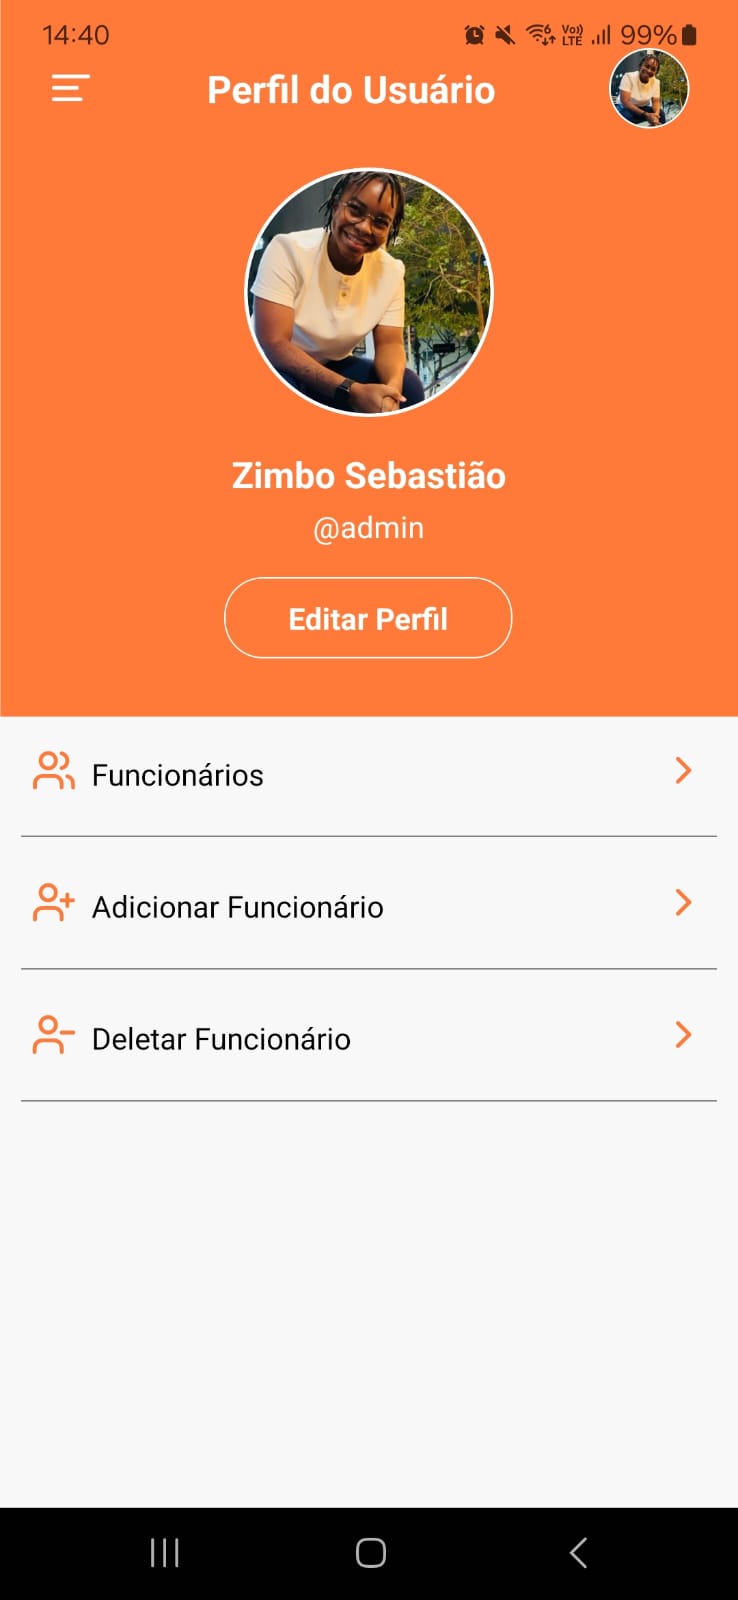 14:40
Vo))
LTE
99%
Perfil do Usuário
Zimbo Sebastião
@admin
Editar Perfil
Funcionários
Adicionar Funcionário
Deletar Funcionário